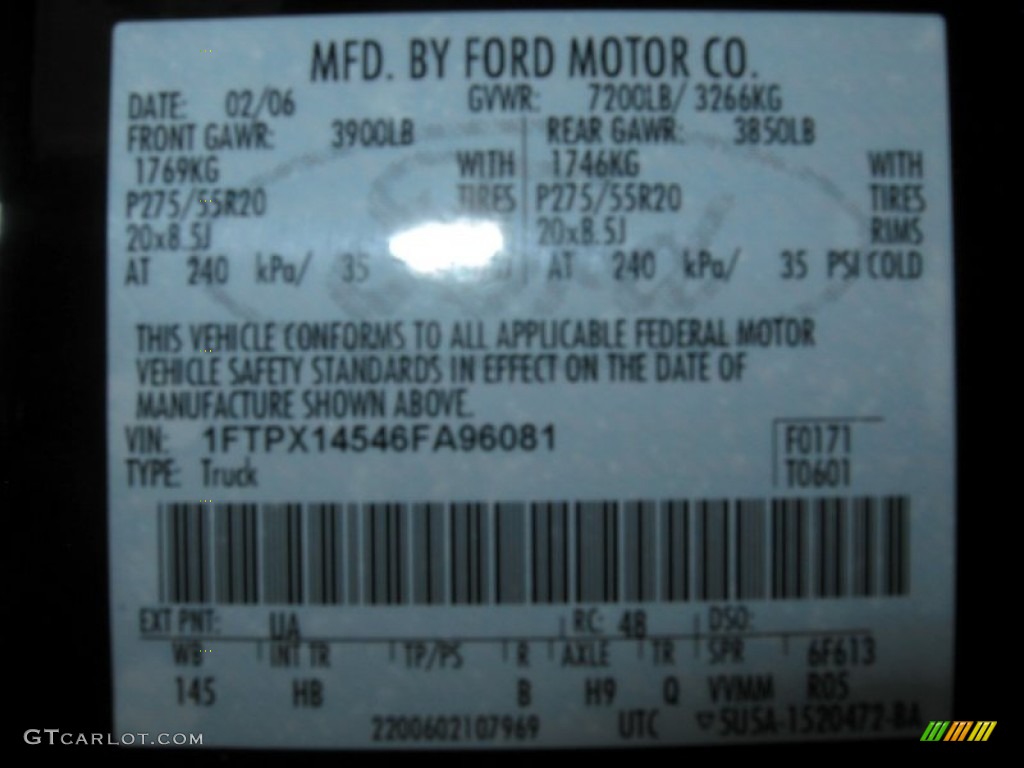 MFD. BY FORD MOTOR CO.
DATE: 02/06 GVWR: 7200LB/ 3266KG
FRONT GAWR: 3900LB REAR GAWR: 3850LB
1769KG WITH 1746KG WITH
P275/55R20 TIRES P275/55R20 TIRES
20x8.5J 20x8.5J RIMS
AT 240 kPa/ 35 AT 240 kPa/ 35 PSI COLD
THIS VEHICLE CONFORMS TO ALL APPLICABLE FEDERAL MOTOR
VEHICLE SAFETY STANDARDS IN EFFECT ON THE DATE OF
MANUFACTURE SHOWN ABOVE.
VIN: 1FTPX14546FA96081 F0171
TYPE: Truck T0601
EXT PNT: UA RC: 48 DSO:
WB INT TR TP/PS R AXLE TR SPR 6F613
145 HB B H9 Q VVMM R05
2200602107969 UTC SU5A-1520472-BA
GTCARLOT.COM